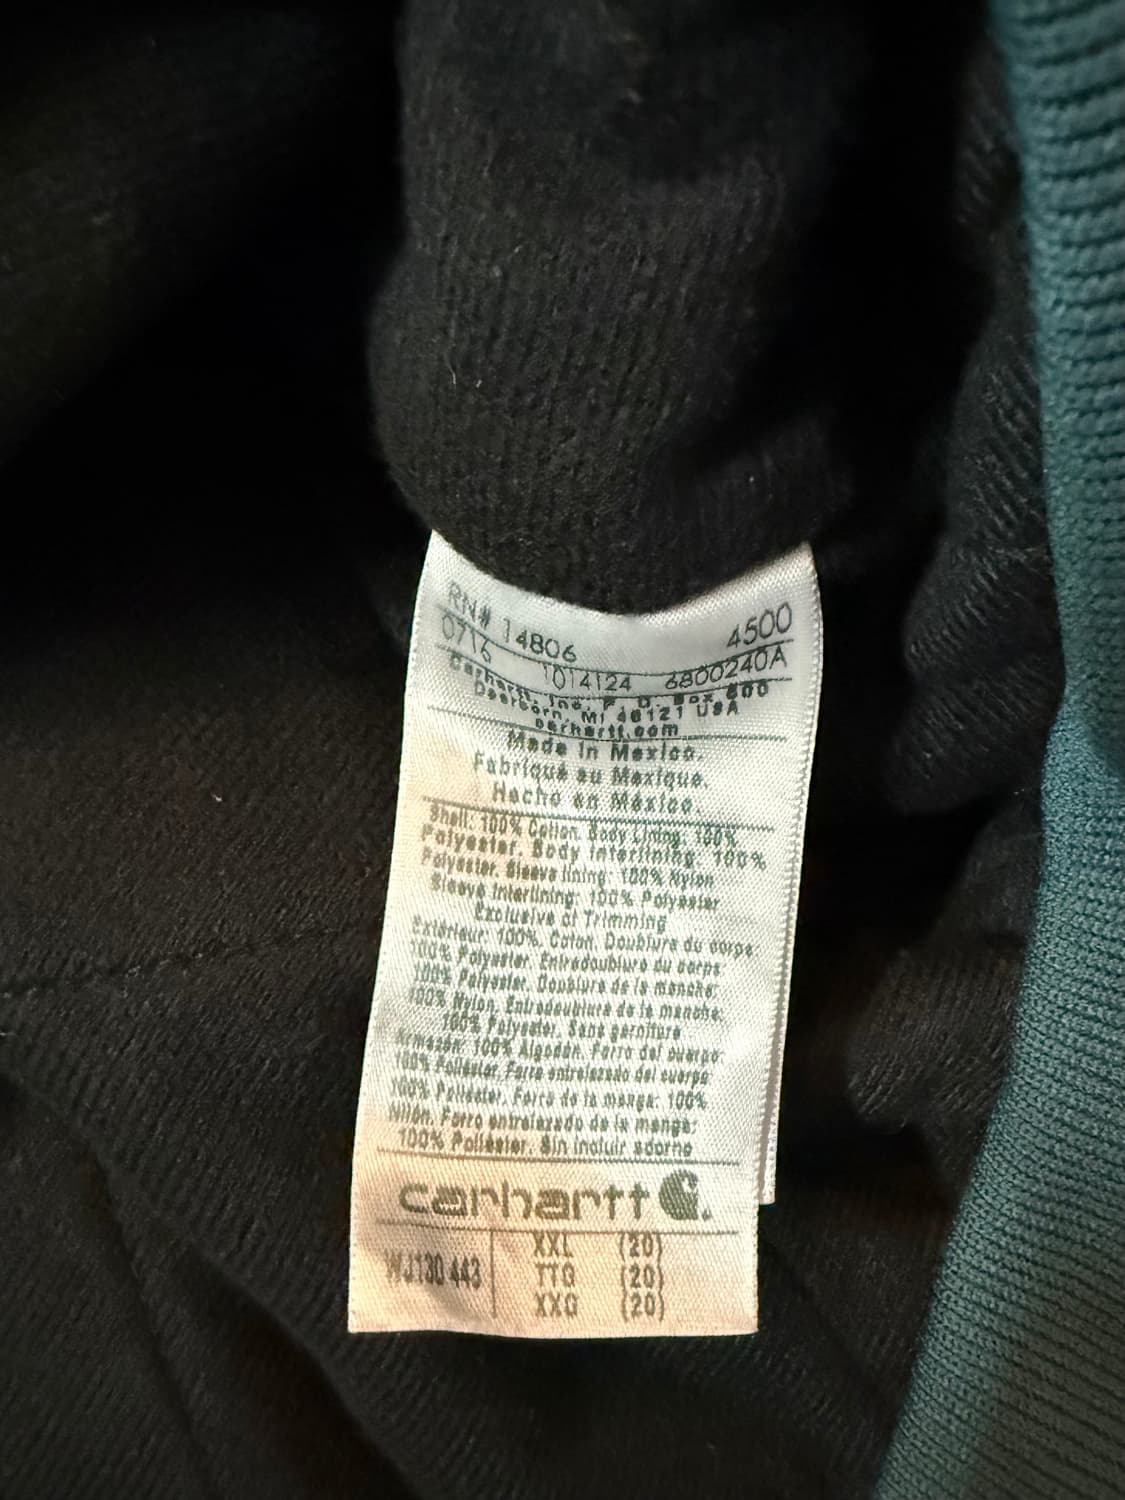 RN# 14806 4500
0716 1014124 6800240A
Carhartt, Inc., P. O. Box 600
Dearborn, MI 48121 USA
carhartt.com
Made in Mexico.
Fabriqué au Mexique.
Hecho en México.
Shell: 100% Cotton. Body Lining: 100%
Polyester. Body Interlining: 100%
Polyester. Sleeve lining: 100% Nylon
Sleeve Interlining: 100% Polyester
Exclusive of Trimming
Extérieur: 100%. Coton. Doublure du corps
100% Polyester. Entredoublure du corps
100% Polyester. Doublure de la manche:
100% Nylon. Entredoublure de la manche.
100% Polyester. Sans garniture
Armazón: 100% Algodón. Forro del cuerpo:
100% Poliester. Forro entrelazado del cuerpo
100% Poliester. Forro de la manga: 100%
Nilón. Forro entrelazado de la manga:
100% Poliester. Sin incluir adorno
carhartt
XXL (20)
WJ130 443 TTG (20)
XXG (20)